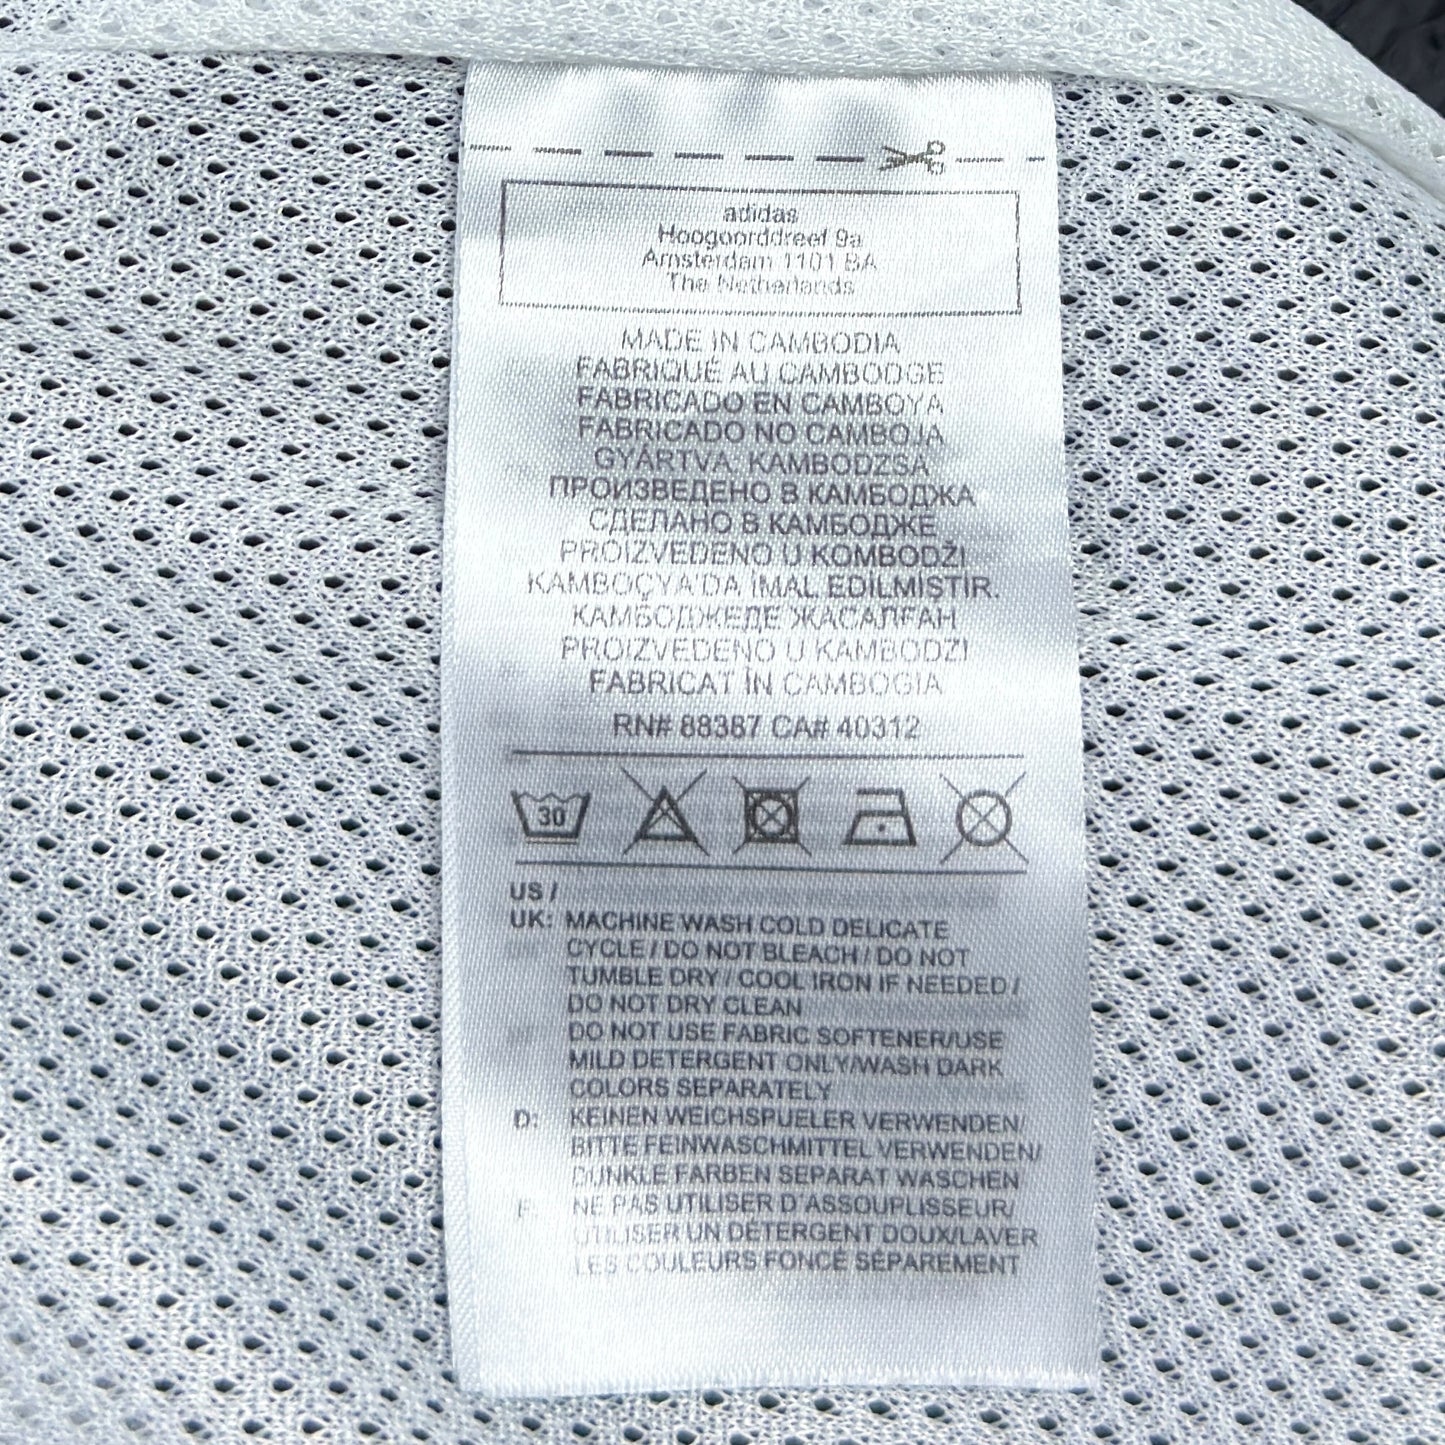 adidas
Hoogoorddreef 9a
Amsterdam 1101 BA
The Netherlands
MADE IN CAMBODIA
FABRIQUÉ AU CAMBODGE
FABRICADO EN CAMBOYA
FABRICADO NO CAMBOJA
GYÁRTVA: KAMBODZSA
ПРОИЗВЕДЕНО В КАМБОДЖА
СДЕЛАНО В КАМБОДЖЕ
PROIZVEDENO U KOMBODŽI
KAMBOÇYA'DA İMAL EDİLMİŞTİR.
КАМБОДЖЕДЕ ЖАСАЛҒАН
PROIZVEDENO U KAMBODZI
FABRICAT ÎN CAMBOGIA
RN# 88387 CA# 40312
30
US /
UK: MACHINE WASH COLD DELICATE
CYCLE / DO NOT BLEACH / DO NOT
TUMBLE DRY / COOL IRON IF NEEDED /
DO NOT DRY CLEAN
DO NOT USE FABRIC SOFTENER/USE
MILD DETERGENT ONLY/WASH DARK
COLORS SEPARATELY
D: KEINEN WEICHSPUELER VERWENDEN/
BITTE FEINWASCHMITTEL VERWENDEN/
DUNKLE FARBEN SEPARAT WASCHEN
F: NE PAS UTILISER D'ASSOUPLISSEUR/
UTILISER UN DÉTERGENT DOUX/LAVER
LES COULEURS FONCÉ SÉPAREMENT